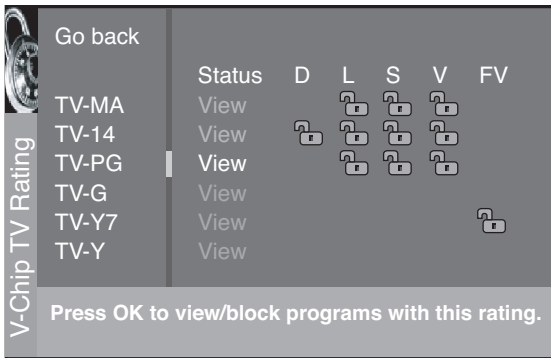 Go back
Status D L S V FV
TV-MA View
TV-14 View
TV-PG View
TV-G View
TV-Y7 View
TV-Y View
V-Chip TV Rating
Press OK to view/block programs with this rating.